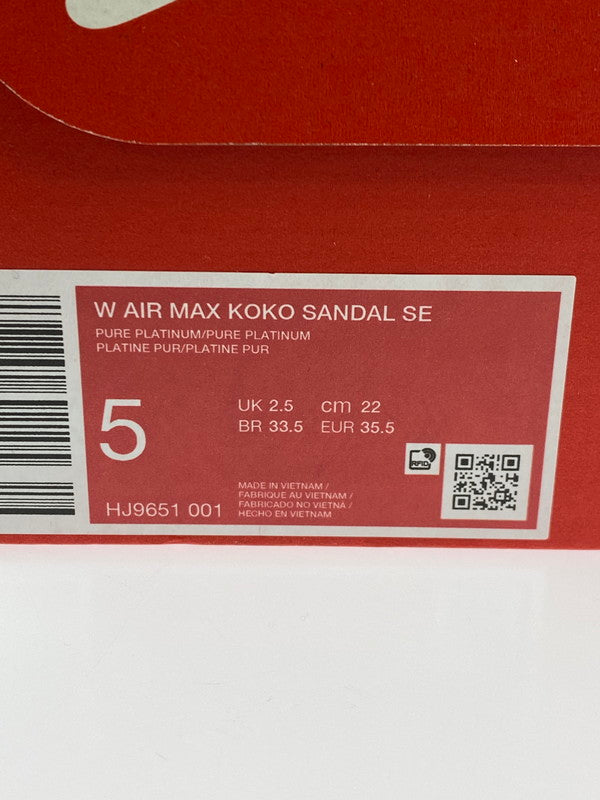 W AIR MAX KOKO SANDAL SE
PURE PLATINUM/PURE PLATINUM
PLATINE PUR/PLATINE PUR
5
UK 2.5 cm 22
BR 33.5 EUR 35.5
RFID
HJ9651 001
MADE IN VIETNAM /
FABRIQUE AU VIETNAM /
FABRICADO NO VIETNÃ /
HECHO EN VIETNAM